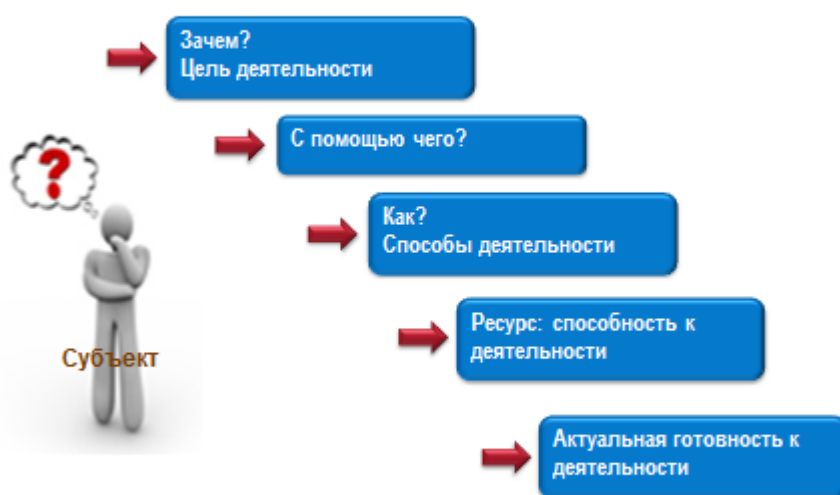 Зачем?
Цель деятельности
С помощью чего?
Как?
Способы деятельности
Ресурс: способность к
деятельности
Актуальная готовность к
деятельности
?
Субъект